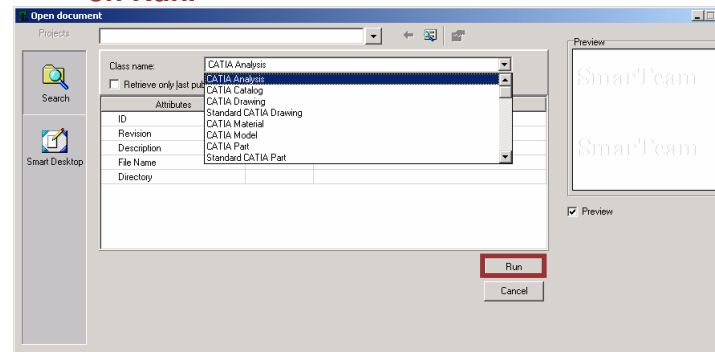 Open document
Projects
Preview
Class name:
CATIA Analysis
Retrieve only last pub
CATIA Analysis
CATIA Catalog
CATIA Drawing
Standard CATIA Drawing
CATIA Material
CATIA Model
CATIA Part
Standard CATIA Part
Search
Smart Desktop
Attributes
ID
Revision
Description
File Name
Directory
SmarTeam
SmarTeam
Preview
Run
Cancel